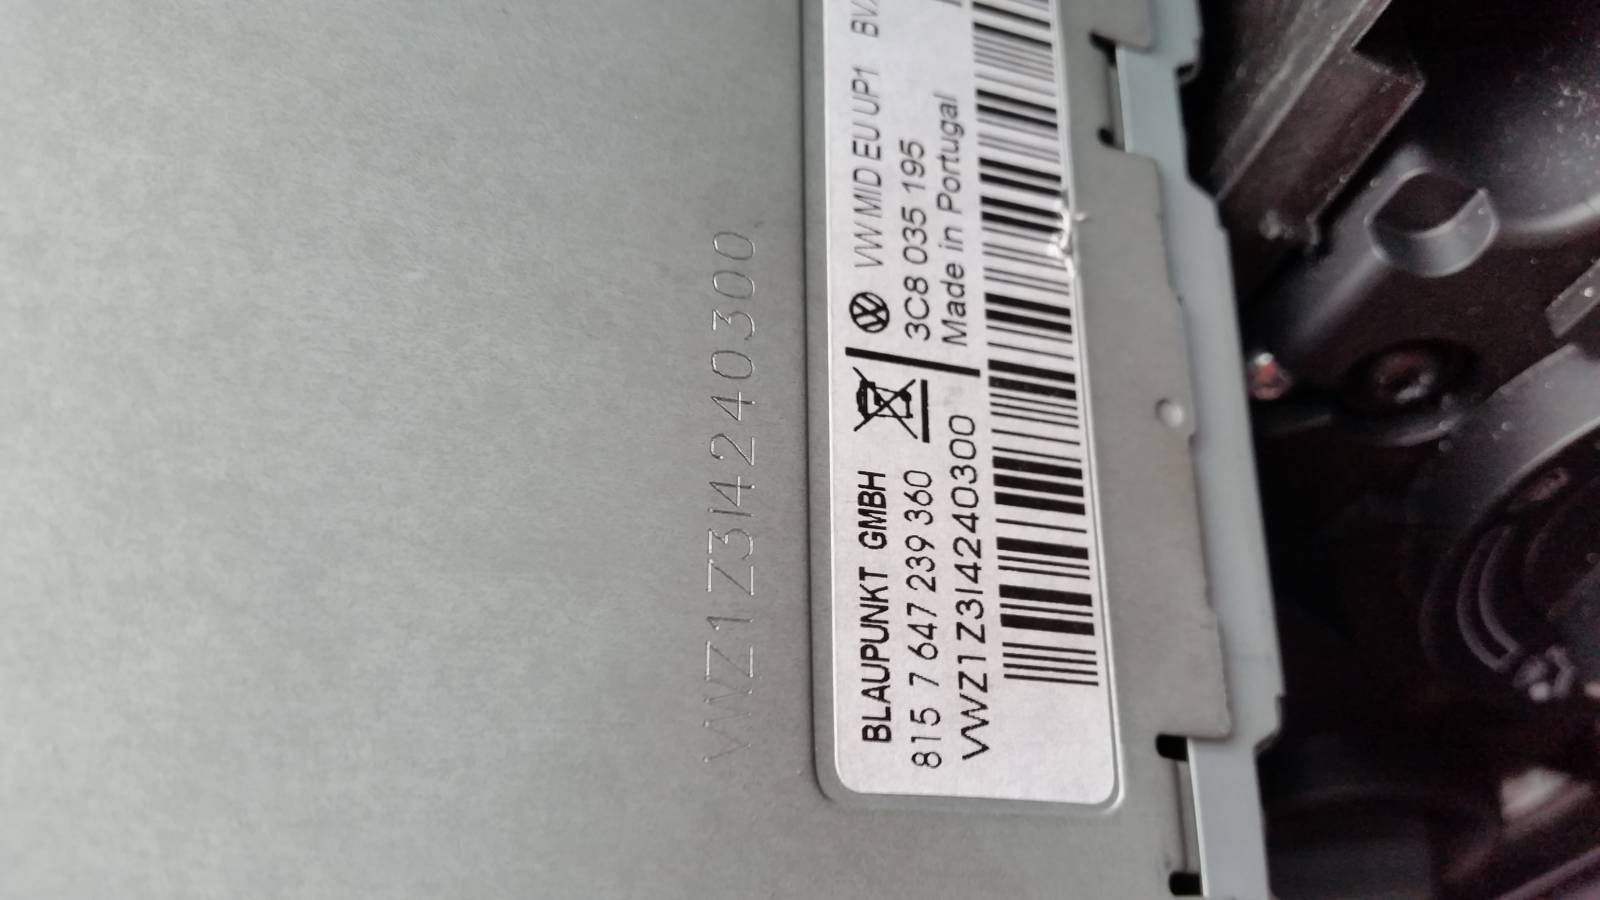 VWZ1Z3I4240300
BLAUPUNKT GMBH
815 7 647 239 360
VWZ1Z3I4240300
VW MID EU UP1
3C8 035 195
Made in Portugal